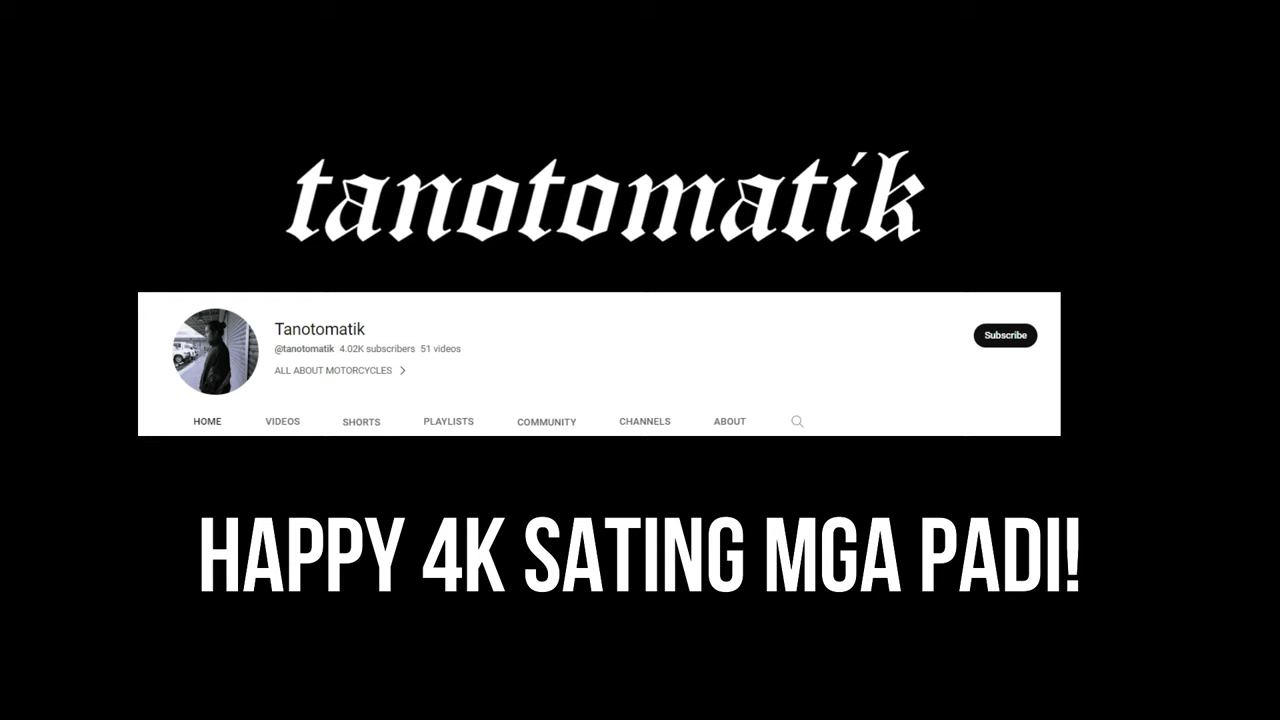 tanotomatik
Tanotomatik
@tanotomatik 4.02K subscribers 51 videos
Subscribe
ALL ABOUT MOTORCYCLES
HOME VIDEOS SHORTS PLAYLISTS COMMUNITY CHANNELS ABOUT
HAPPY 4K SATING MGA PADI!